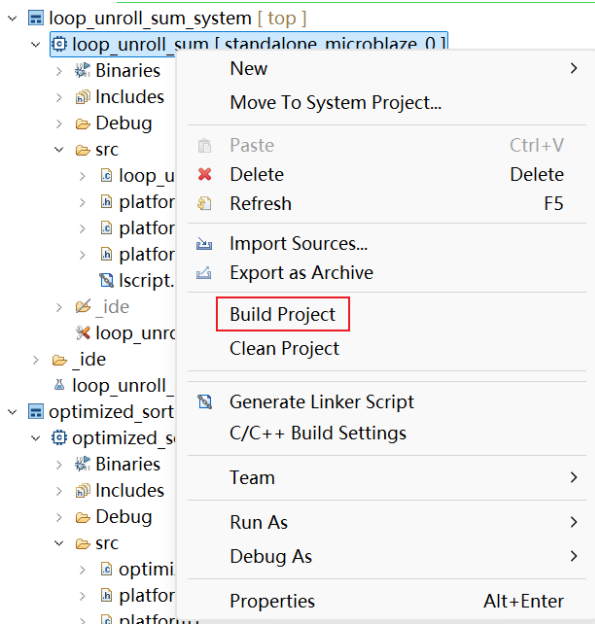 loop_unroll_sum_system [ top ]
loop_unroll_sum [ standalone_microblaze_0 ]
Binaries
Includes
Debug
src
loop_u
platfor
platfor
platfor
lscript.
_ide
loop_unro
_ide
loop_unroll_
optimized_sort
optimized_s
Binaries
Includes
Debug
src
optimi
platfor
platform
New
Move To System Project...
Paste Ctrl+V
Delete Delete
Refresh F5
Import Sources...
Export as Archive
Build Project
Clean Project
Generate Linker Script
C/C++ Build Settings
Team
Run As
Debug As
Properties Alt+Enter